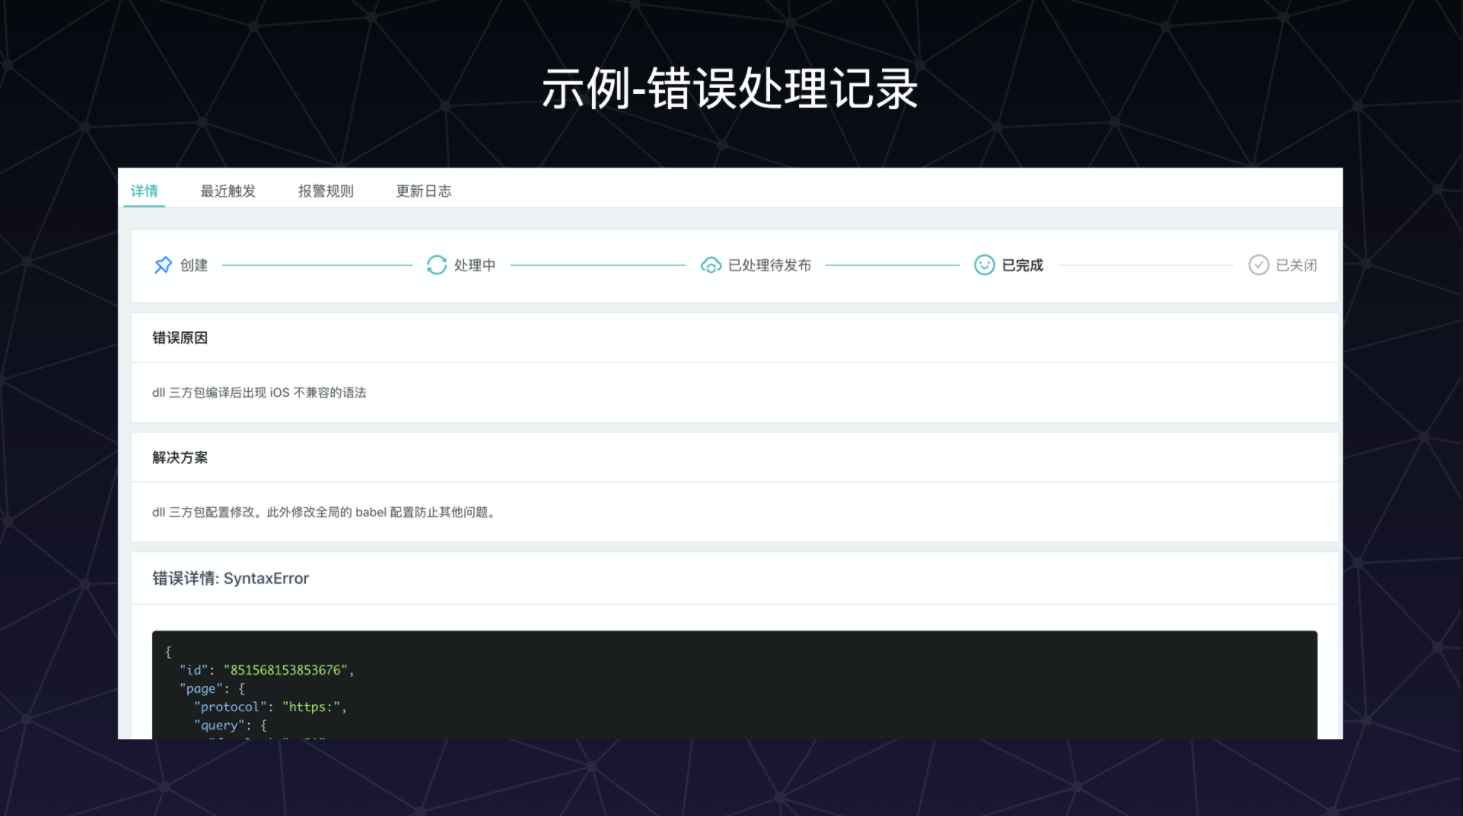 示例-错误处理记录
详情 最近触发 报警规则 更新日志
创建 处理中 已处理待发布 已完成 已关闭
错误原因
dll 三方包编译后出现 iOS 不兼容的语法
解决方案
dll 三方包配置修改。此外修改全局的 babel 配置防止其他问题。
错误详情: SyntaxError
{
"id": "851568153853676",
"page": {
"protocol": "https:",
"query": {